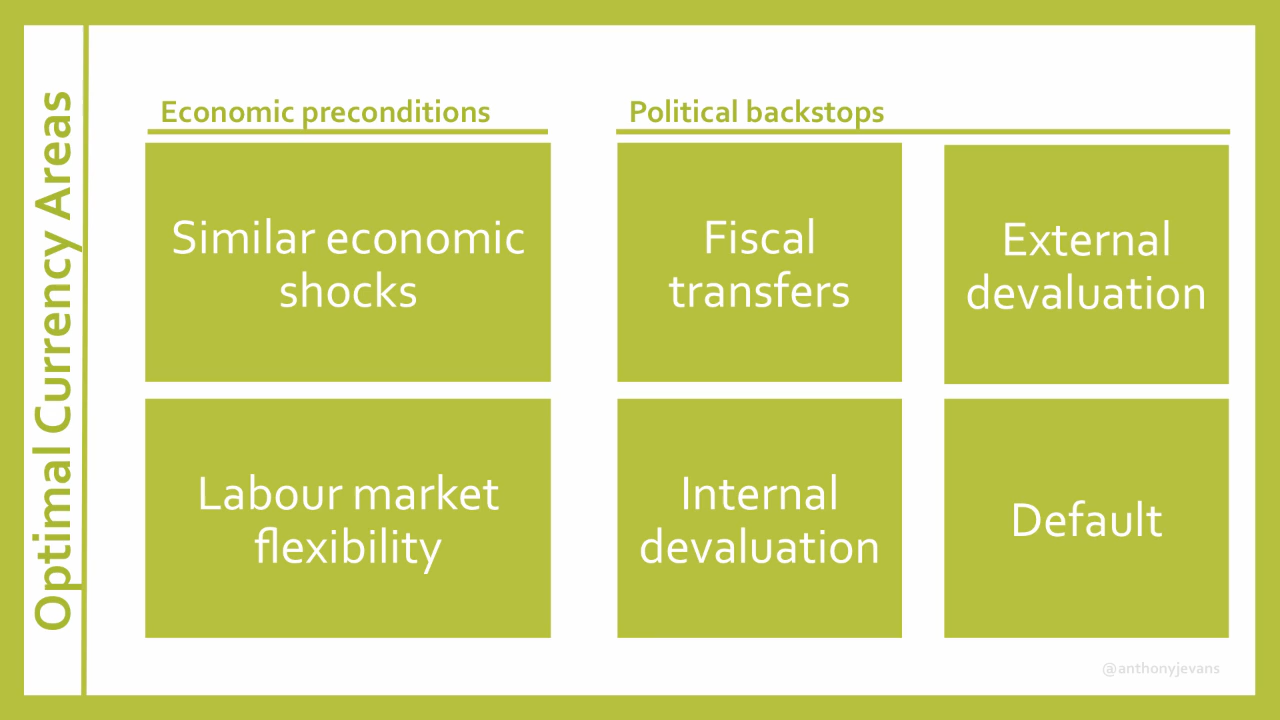 Optimal Currency Areas
Economic preconditions
Similar economic
shocks
Labour market
flexibility
Political backstops
Fiscal
transfers
External
devaluation
Internal
devaluation
Default
@anthonyjevans